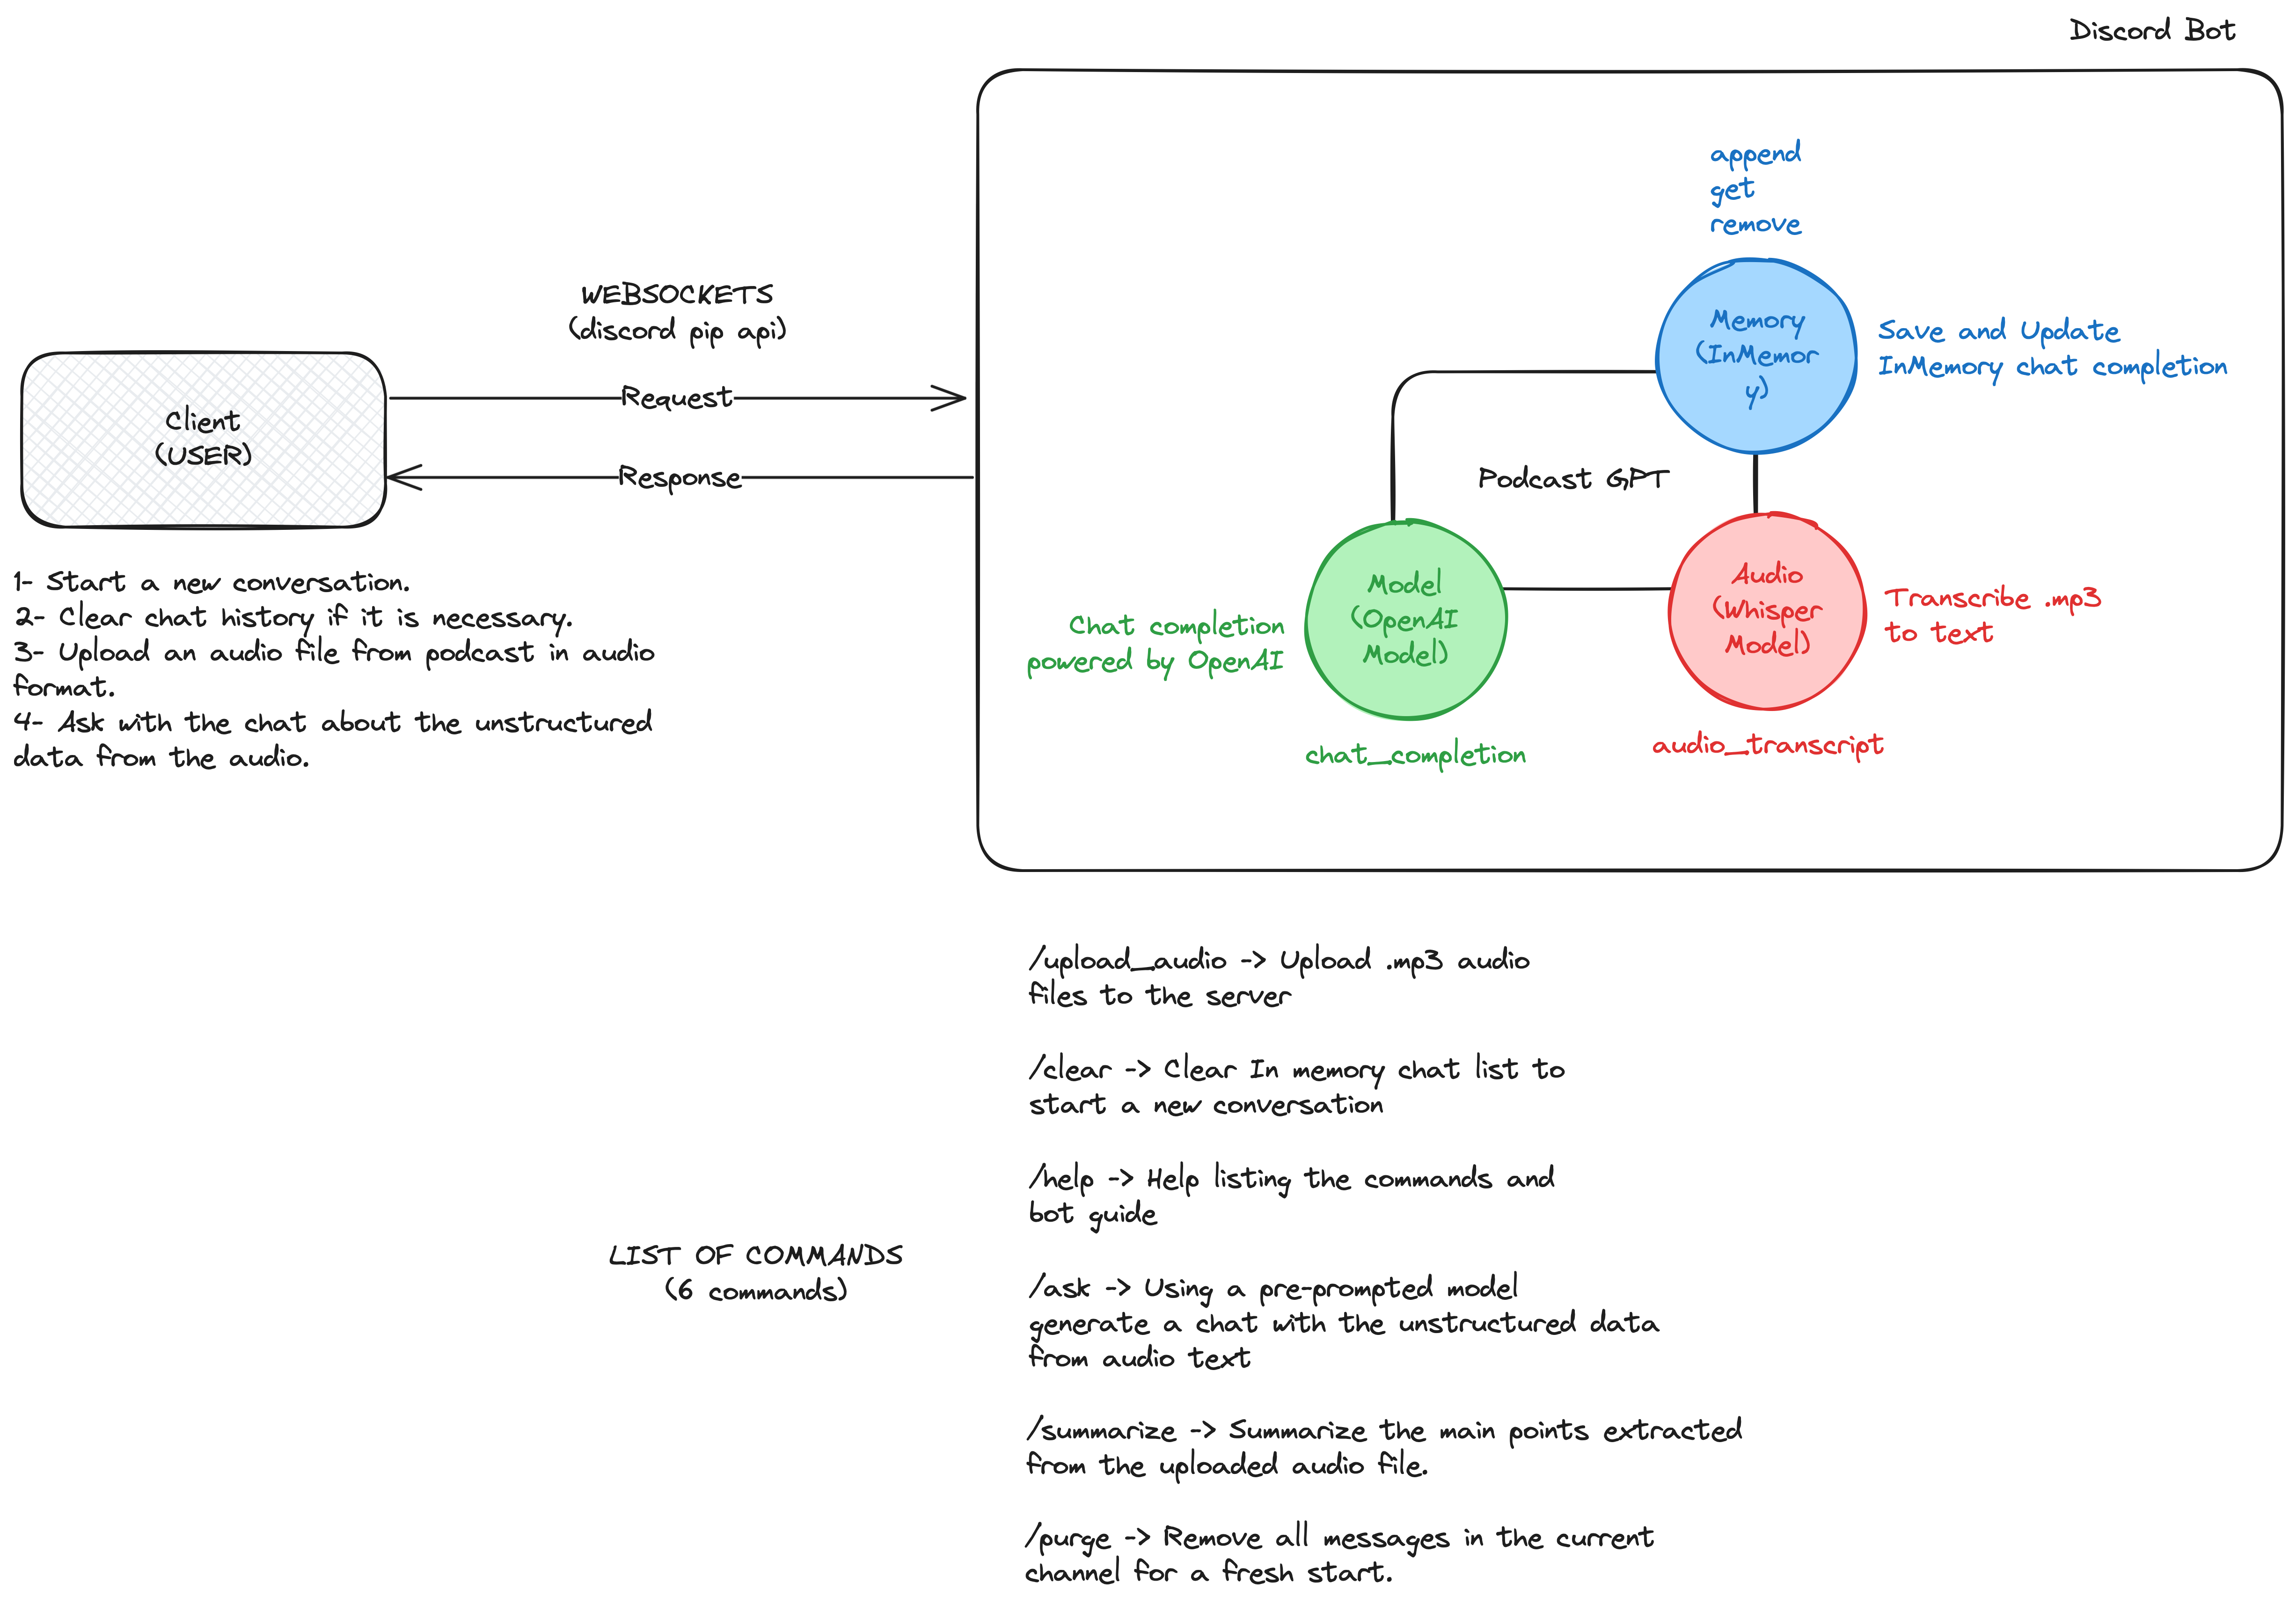 Discord Bot
append
get
remove
WEBSOCKETS
(discord pip api)
Memory
(InMemor
y)
Save and Update
InMemory chat completion
Request
Client
(USER)
Response
Podcast GPT
1- Start a new conversation.
2- Clear chat history if it is necessary.
3- Upload an audio file from podcast in audio
format.
4- Ask with the chat about the unstructured
data from the audio.
Chat completion
powered by OpenAI
Model
(OpenAI
Model)
Audio
(Whisper
Model)
Transcribe .mp3
to text
chat_completion
audio_transcript
/upload_audio -> Upload .mp3 audio
files to the server
/clear -> Clear In memory chat list to
start a new conversation
/help -> Help listing the commands and
bot guide
LIST OF COMMANDS
(6 commands)
/ask -> Using a pre-prompted model
generate a chat with the unstructured data
from audio text
/summarize -> Summarize the main points extracted
from the uploaded audio file.
/purge -> Remove all messages in the current
channel for a fresh start.